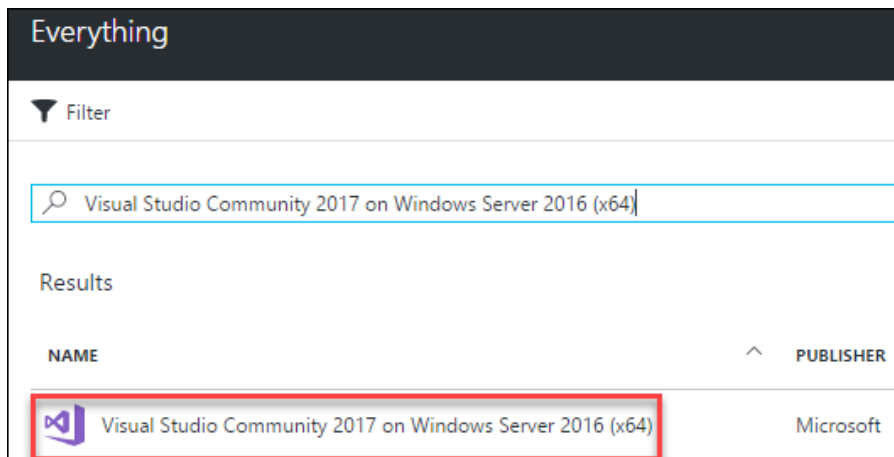 Everything
Filter
Visual Studio Community 2017 on Windows Server 2016 (x64)
Results
NAME PUBLISHER
Visual Studio Community 2017 on Windows Server 2016 (x64) Microsoft